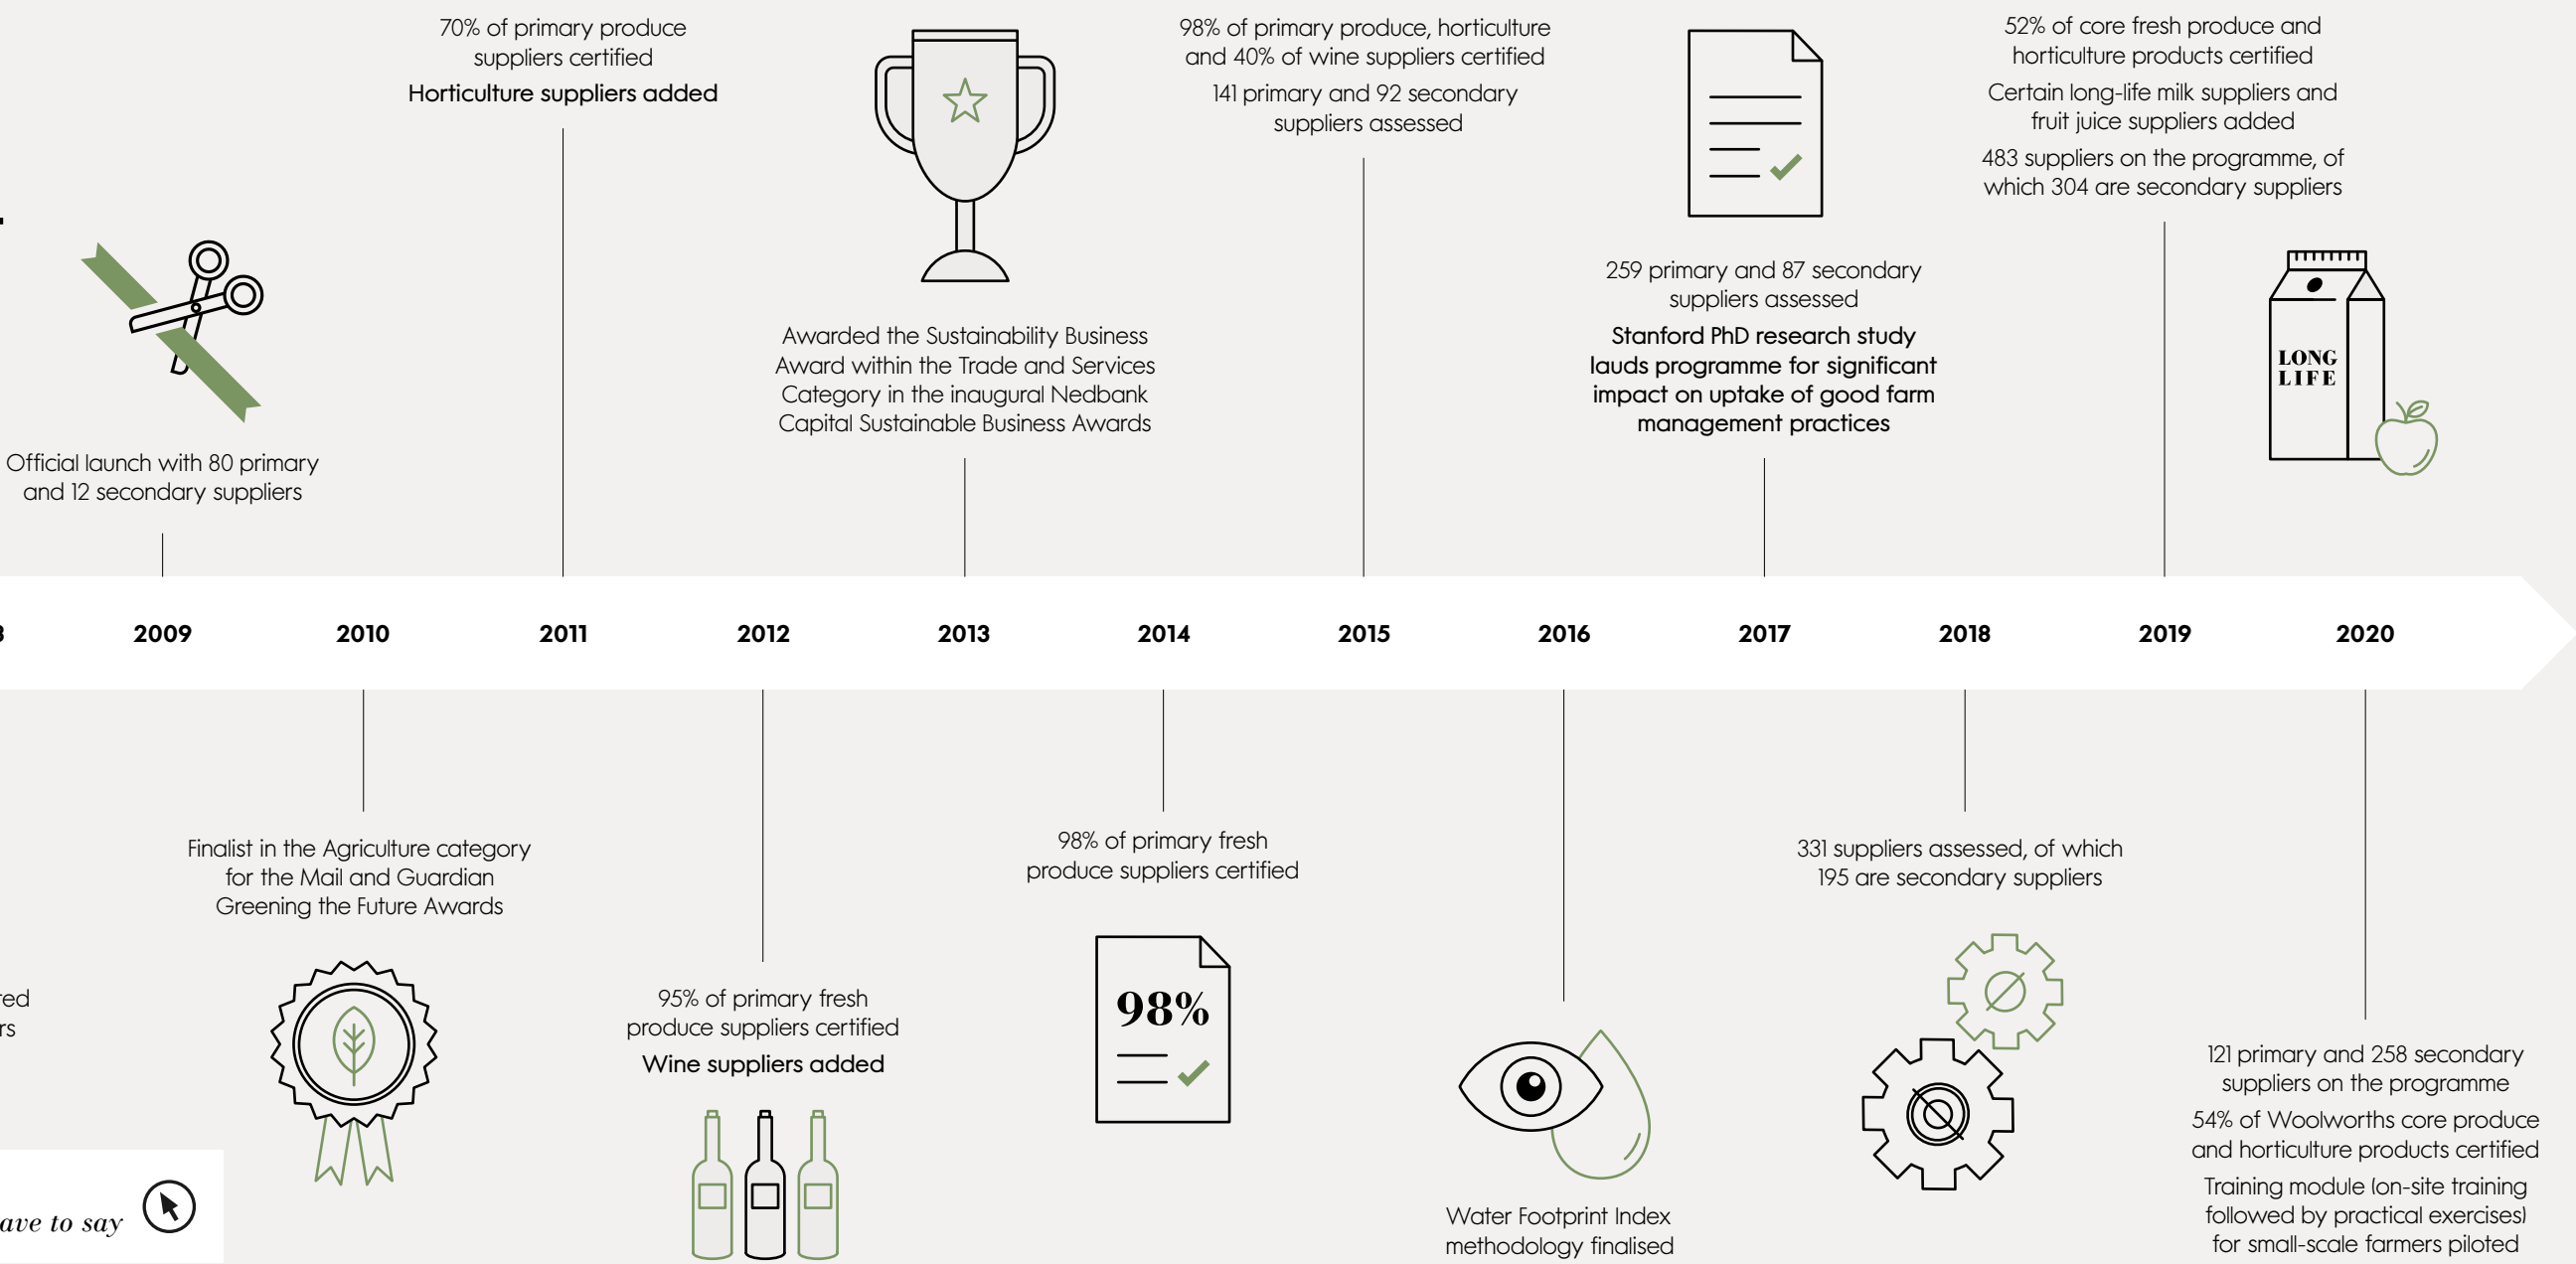 70% of primary produce
suppliers certified
Horticulture suppliers added
98% of primary produce, horticulture
and 40% of wine suppliers certified
141 primary and 92 secondary
suppliers assessed
52% of core fresh produce and
horticulture products certified
Certain long-life milk suppliers and
fruit juice suppliers added
483 suppliers on the programme, of
which 304 are secondary suppliers
259 primary and 87 secondary
suppliers assessed
Stanford PhD research study
lauds programme for significant
impact on uptake of good farm
management practices
Awarded the Sustainability Business
Award within the Trade and Services
Category in the inaugural Nedbank
Capital Sustainable Business Awards
LONG
LIFE
Official launch with 80 primary
and 12 secondary suppliers
2009 2010 2011 2012 2013 2014 2015 2016 2017 2018 2019 2020
Finalist in the Agriculture category
for the Mail and Guardian
Greening the Future Awards
98% of primary fresh
produce suppliers certified
98%
331 suppliers assessed, of which
195 are secondary suppliers
95% of primary fresh
produce suppliers certified
Wine suppliers added
121 primary and 258 secondary
suppliers on the programme
54% of Woolworths core produce
and horticulture products certified
Training module (on-site training
followed by practical exercises)
for small-scale farmers piloted
Water Footprint Index
methodology finalised
to say